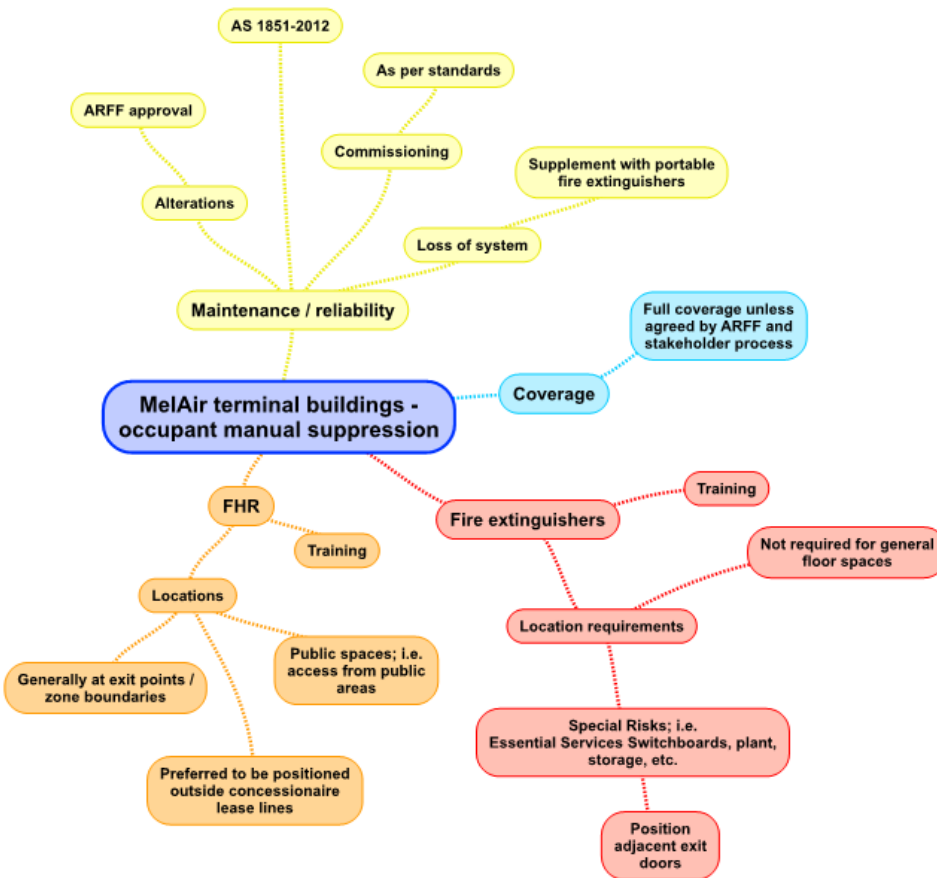 AS 1851-2012
As per standards
ARFF approval
Commissioning
Supplement with portable
fire extinguishers
Alterations
Loss of system
Maintenance / reliability
Full coverage unless
agreed by ARFF and
stakeholder process
Coverage
MelAir terminal buildings -
occupant manual suppression
FHR
Training
Locations
Generally at exit points /
zone boundaries
Public spaces; i.e.
access from public
areas
Preferred to be positioned
outside concessionaire
lease lines
Fire extinguishers
Training
Not required for general
floor spaces
Location requirements
Special Risks; i.e.
Essential Services Switchboards, plant,
storage, etc.
Position
adjacent exit
doors